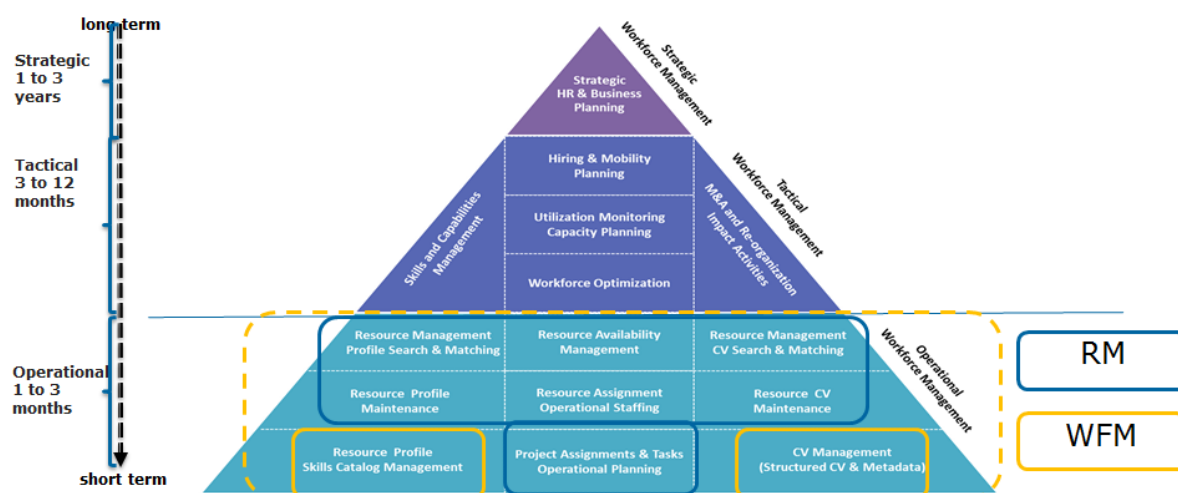 long term
Strategic
1 to 3
years
Tactical
3 to 12
months
Operational
1 to 3
months
short term
Strategic
HR & Business
Planning
Strategic
Workforce Management
Hiring & Mobility
Planning
Utilization Monitoring
Capacity Planning
Workforce Optimization
Skills and Capabilities
Management
M&A and Re-organization
Impact Activities
Tactical
Workforce Management
Resource Management
Profile Search & Matching
Resource Availability
Management
Resource Management
CV Search & Matching
Resource Profile
Maintenance
Resource Assignment
Operational Staffing
Resource CV
Maintenance
Resource Profile
Skills Catalog Management
Project Assignments & Tasks
Operational Planning
CV Management
(Structured CV & Metadata)
Operational
Workforce Management
RM
WFM